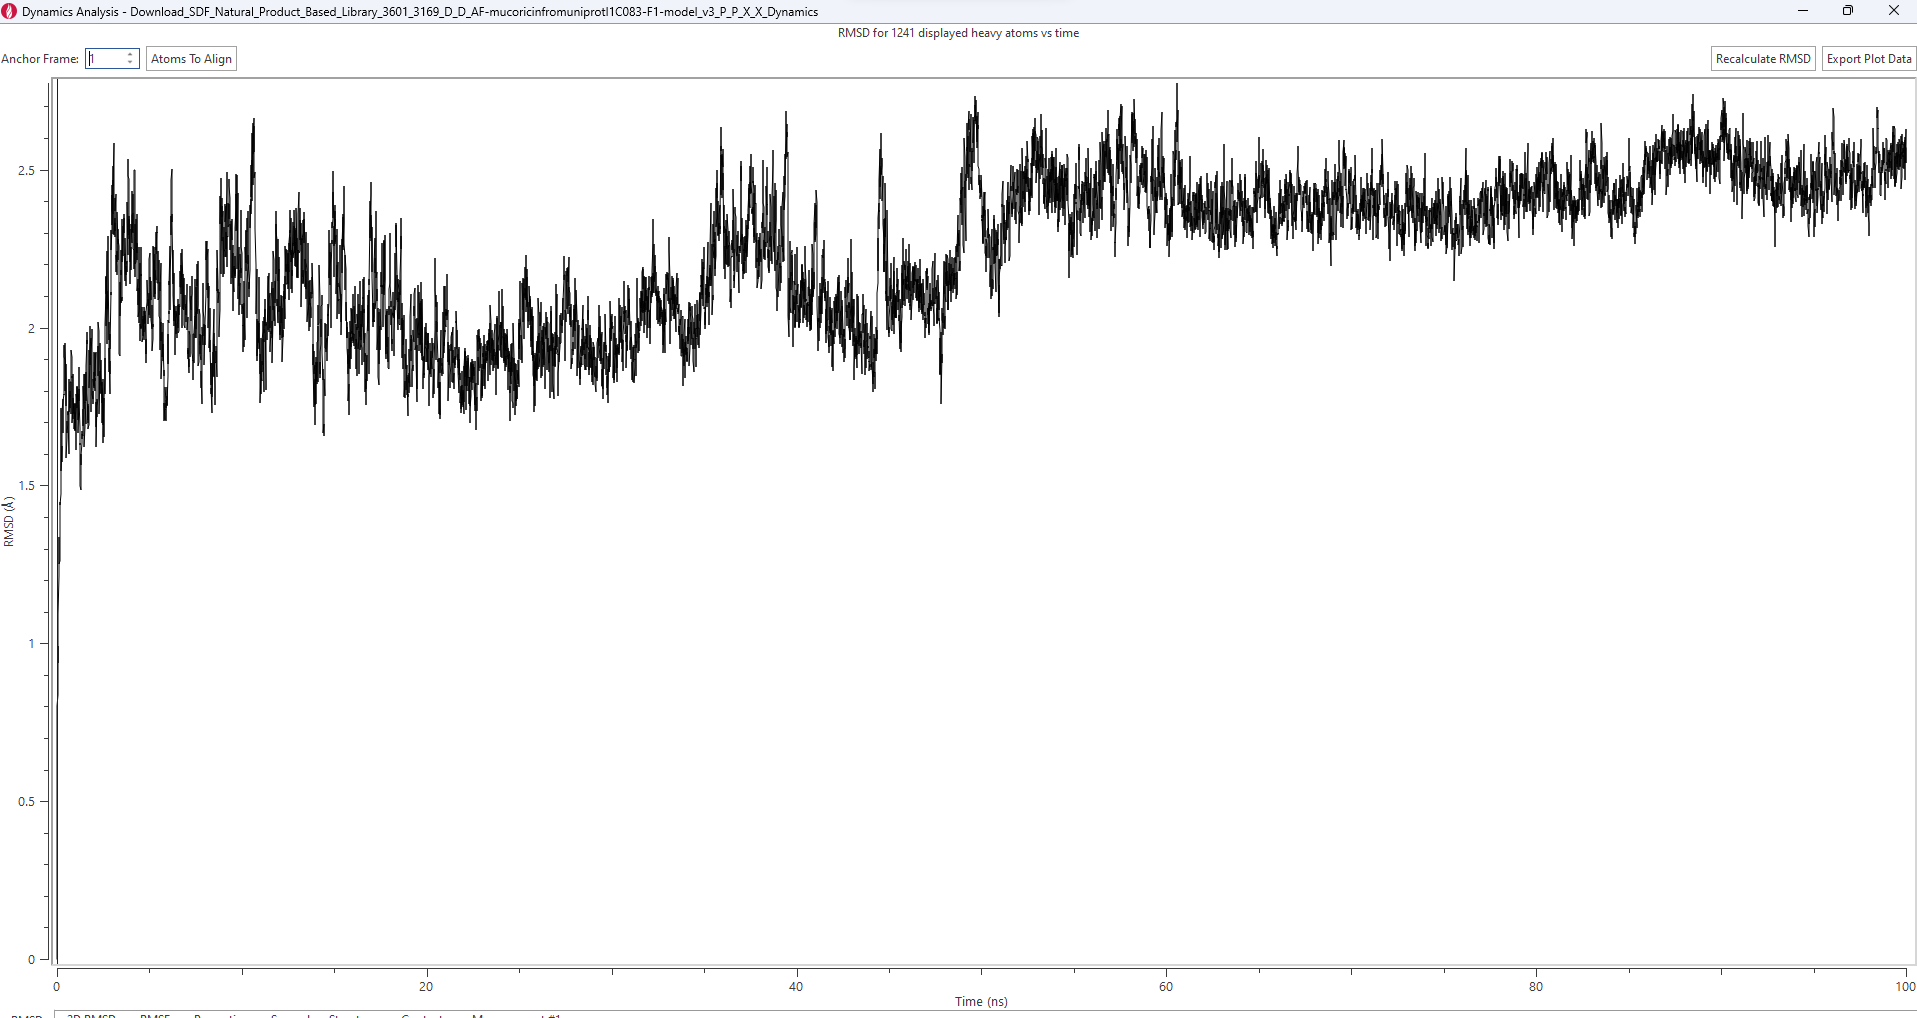 Dynamics Analysis - Download_SDF_Natural_Product_Based_Library_3601_3169_D_D_AF-mucoricinfromuniprotI1C083-F1-model_v3_P_P_X_X_Dynamics
RMSD for 1241 displayed heavy atoms vs time
Anchor Frame: 1 Atoms To Align Recalculate RMSD Export Plot Data
2.5
2
1.5
RMSD (Å)
1
0.5
0
0 20 40 60 80 100
Time (ns)